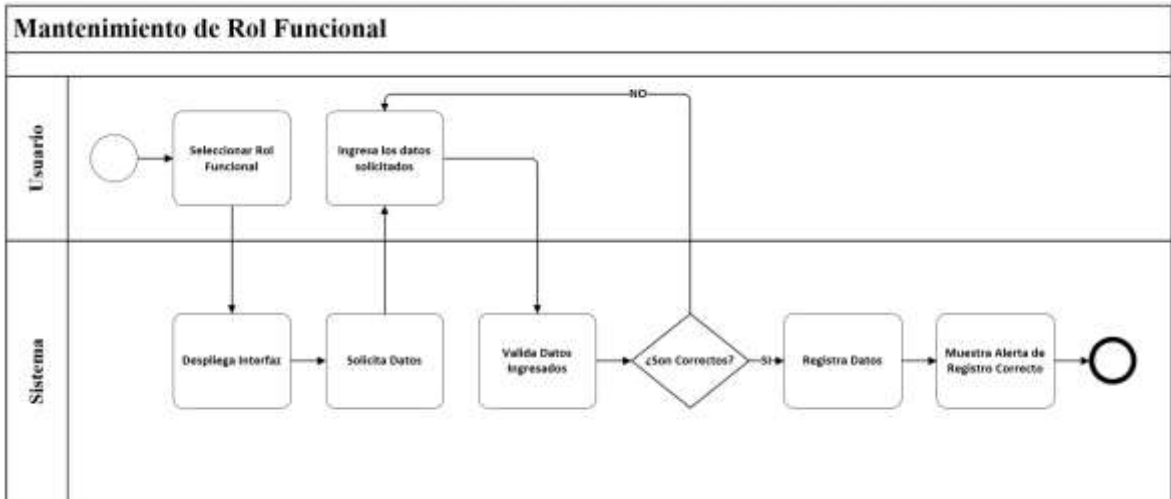 Mantenimiento de Rol Funcional
Usuario
Seleccionar Rol
Funcional
Ingresa los datos
solicitados
NO
Sistema
Despliega Interfaz
Solicita Datos
Valida Datos
Ingresados
¿Son Correctos?
SI
Registra Datos
Muestra Alerta de
Registro Correcto